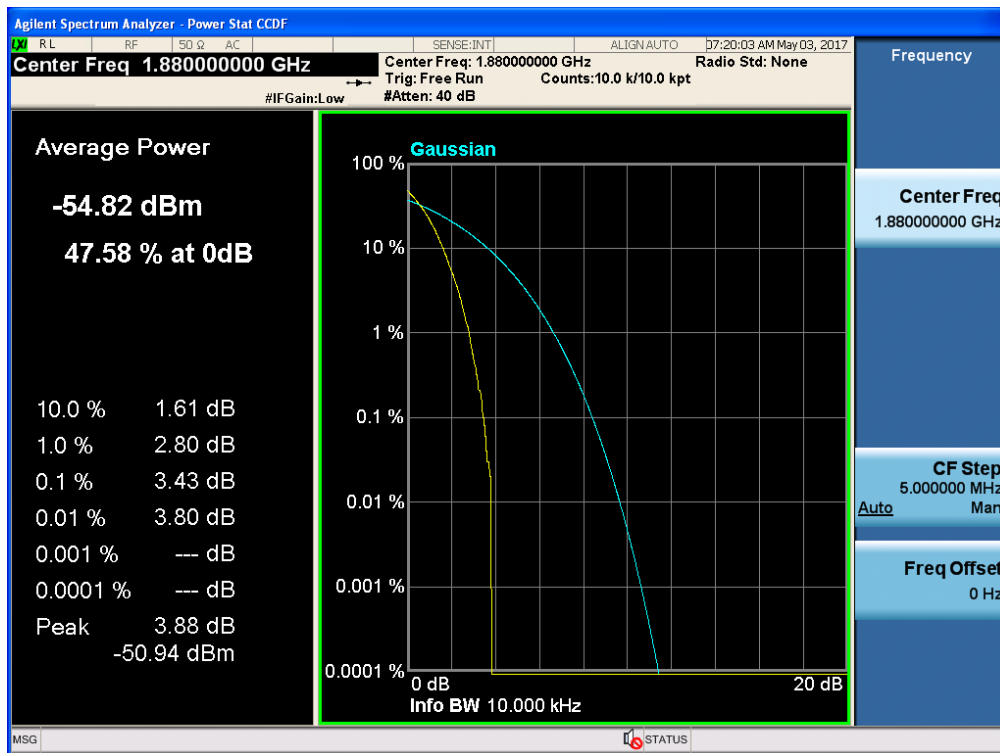 Agilent Spectrum Analyzer - Power Stat CCDF
LXI RL RF 50 Ω AC SENSE:INT ALIGN AUTO 07:20:03 AM May 03, 2017
Center Freq 1.880000000 GHz
Center Freq: 1.880000000 GHz Radio Std: None
Trig: Free Run Counts:10.0 k/10.0 kpt
#IFGain:Low #Atten: 40 dB
Frequency
Average Power
-54.82 dBm
47.58 % at 0dB
10.0 % 1.61 dB
1.0 % 2.80 dB
0.1 % 3.43 dB
0.01 % 3.80 dB
0.001 % --- dB
0.0001 % --- dB
Peak 3.88 dB
-50.94 dBm
Gaussian
100 %
10 %
1 %
0.1 %
0.01 %
0.001 %
0.0001 %
0 dB 20 dB
Info BW 10.000 kHz
Center Freq
1.880000000 GHz
CF Step
5.000000 MHz
Auto Man
Freq Offset
0 Hz
MSG STATUS